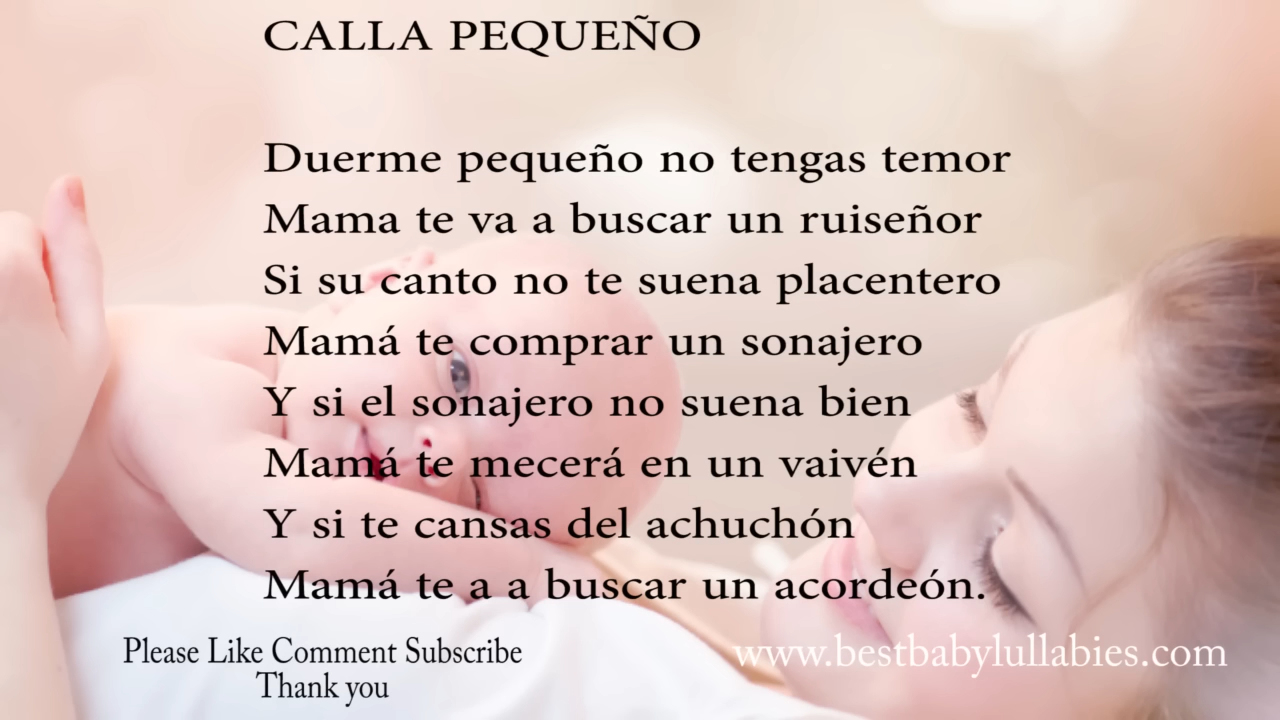 CALLA PEQUEÑO
Duerme pequeño no tengas temor
Mama te va a buscar un ruiseñor
Si su canto no te suena placentero
Mamá te comprar un sonajero
Y si el sonajero no suena bien
Mamá te mecerá en un vaivén
Y si te cansas del achuchón
Mamá te a a buscar un acordeón.
Please Like Comment Subscribe
Thank you
www.bestbabylullabies.com